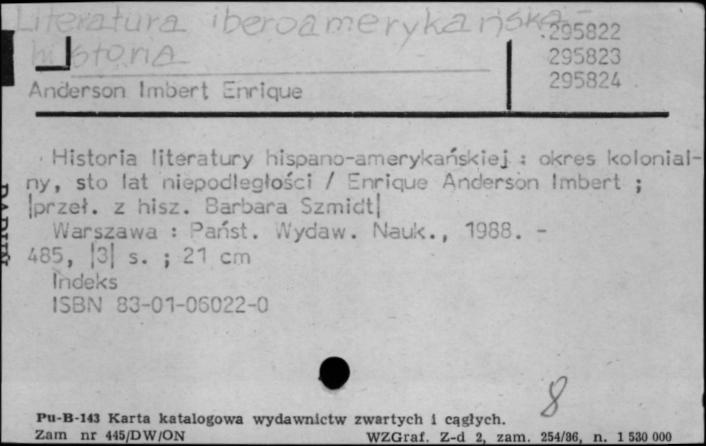 Literatura iberoamerykańska -
historia
295822
295823
295824
Anderson Imbert Enrique
Historia literatury hispano-amerykańskiej : okres kolonial-
ny, sto lat niepodległości / Enrique Anderson Imbert ;
|przeł. z hisz. Barbara Szmidt|
Warszawa : Państ. Wydaw. Nauk., 1988. -
485, |3| s. ; 21 cm
Indeks
ISBN 83-01-06022-0
8
Pu-B-143 Karta katalogowa wydawnictw zwartych i cągłych.
Zam nr 445/DW/ON
WZGraf. Z-d 2, zam. 254/86, n. 1 530 000